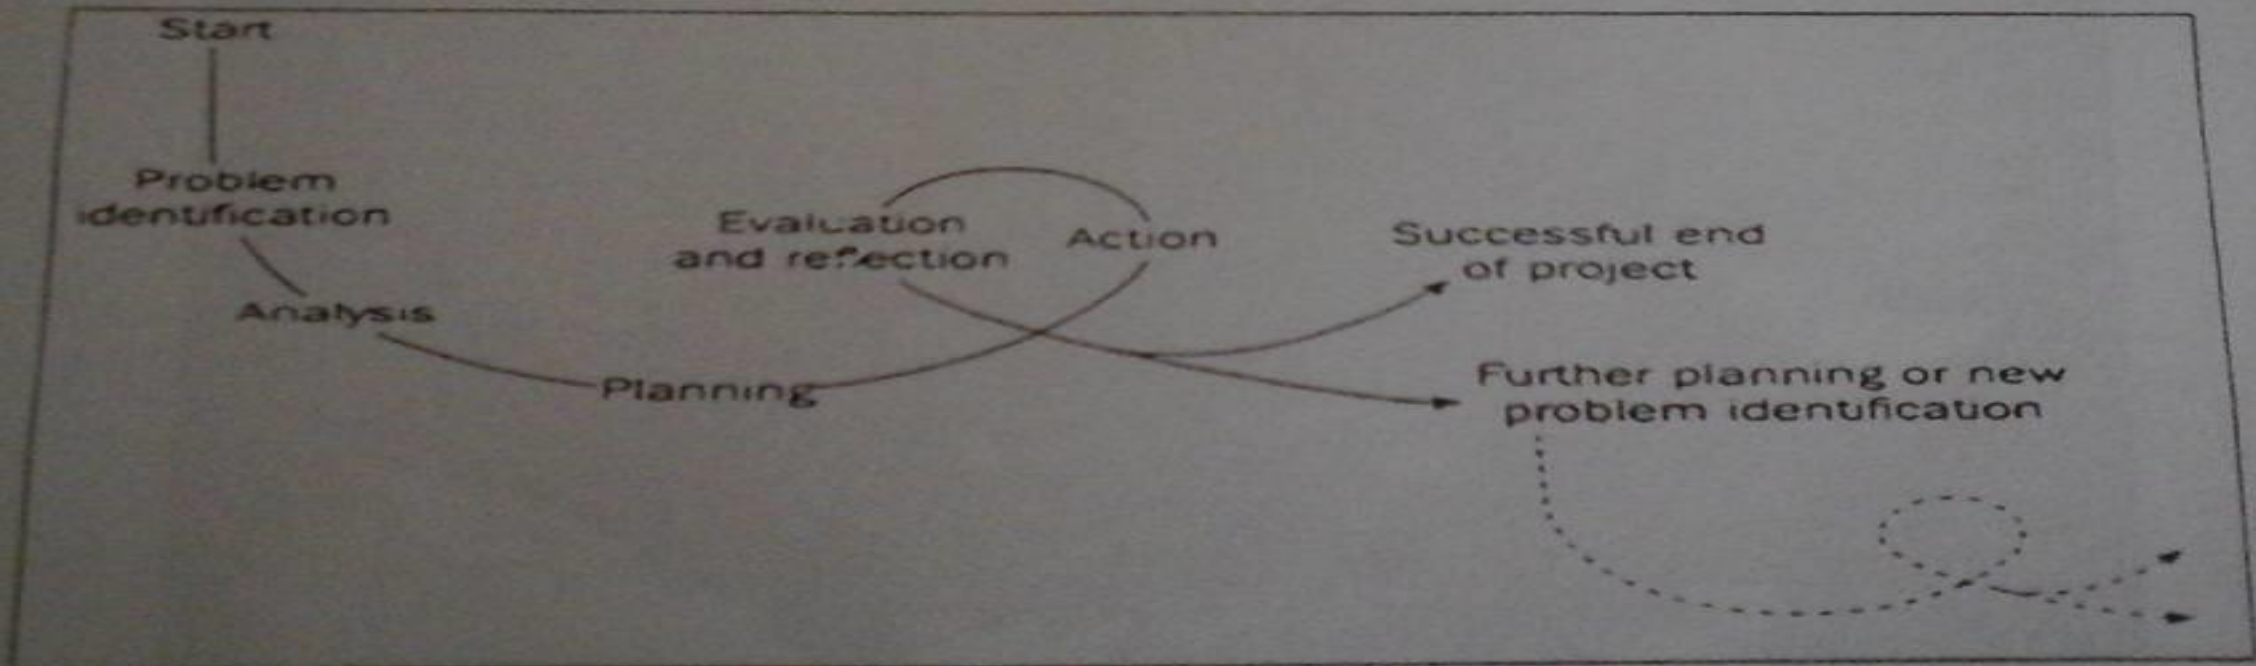 Start
Problem
identification
Analysis
Planning
Evaluation
and reflection
Action
Successful end
of project
Further planning or new
problem identification